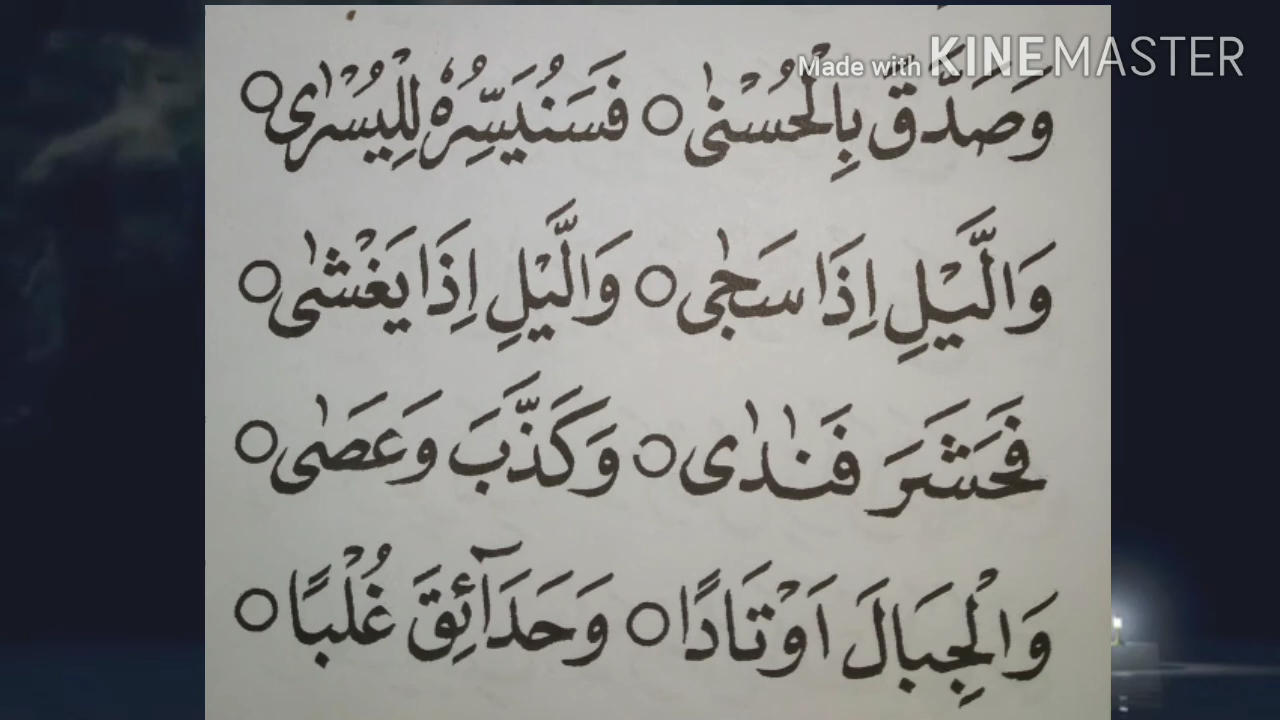 Made with KINEMASTER
وَصَدَّقَ بِالْحُسْنٰى ○ فَسَنُيَسِّرُهٗ لِلْيُسْرٰى ○
وَالَّيْلِ اِذَا سَجٰى ○ وَالَّيْلِ اِذَا يَغْشٰى ○
فَحَشَرَ فَنَادٰى ○ وَكَذَّبَ وَعَصٰى ○
وَالْجِبَالَ اَوْتَادًا ○ وَحَدَآئِقَ غُلْبًا ○